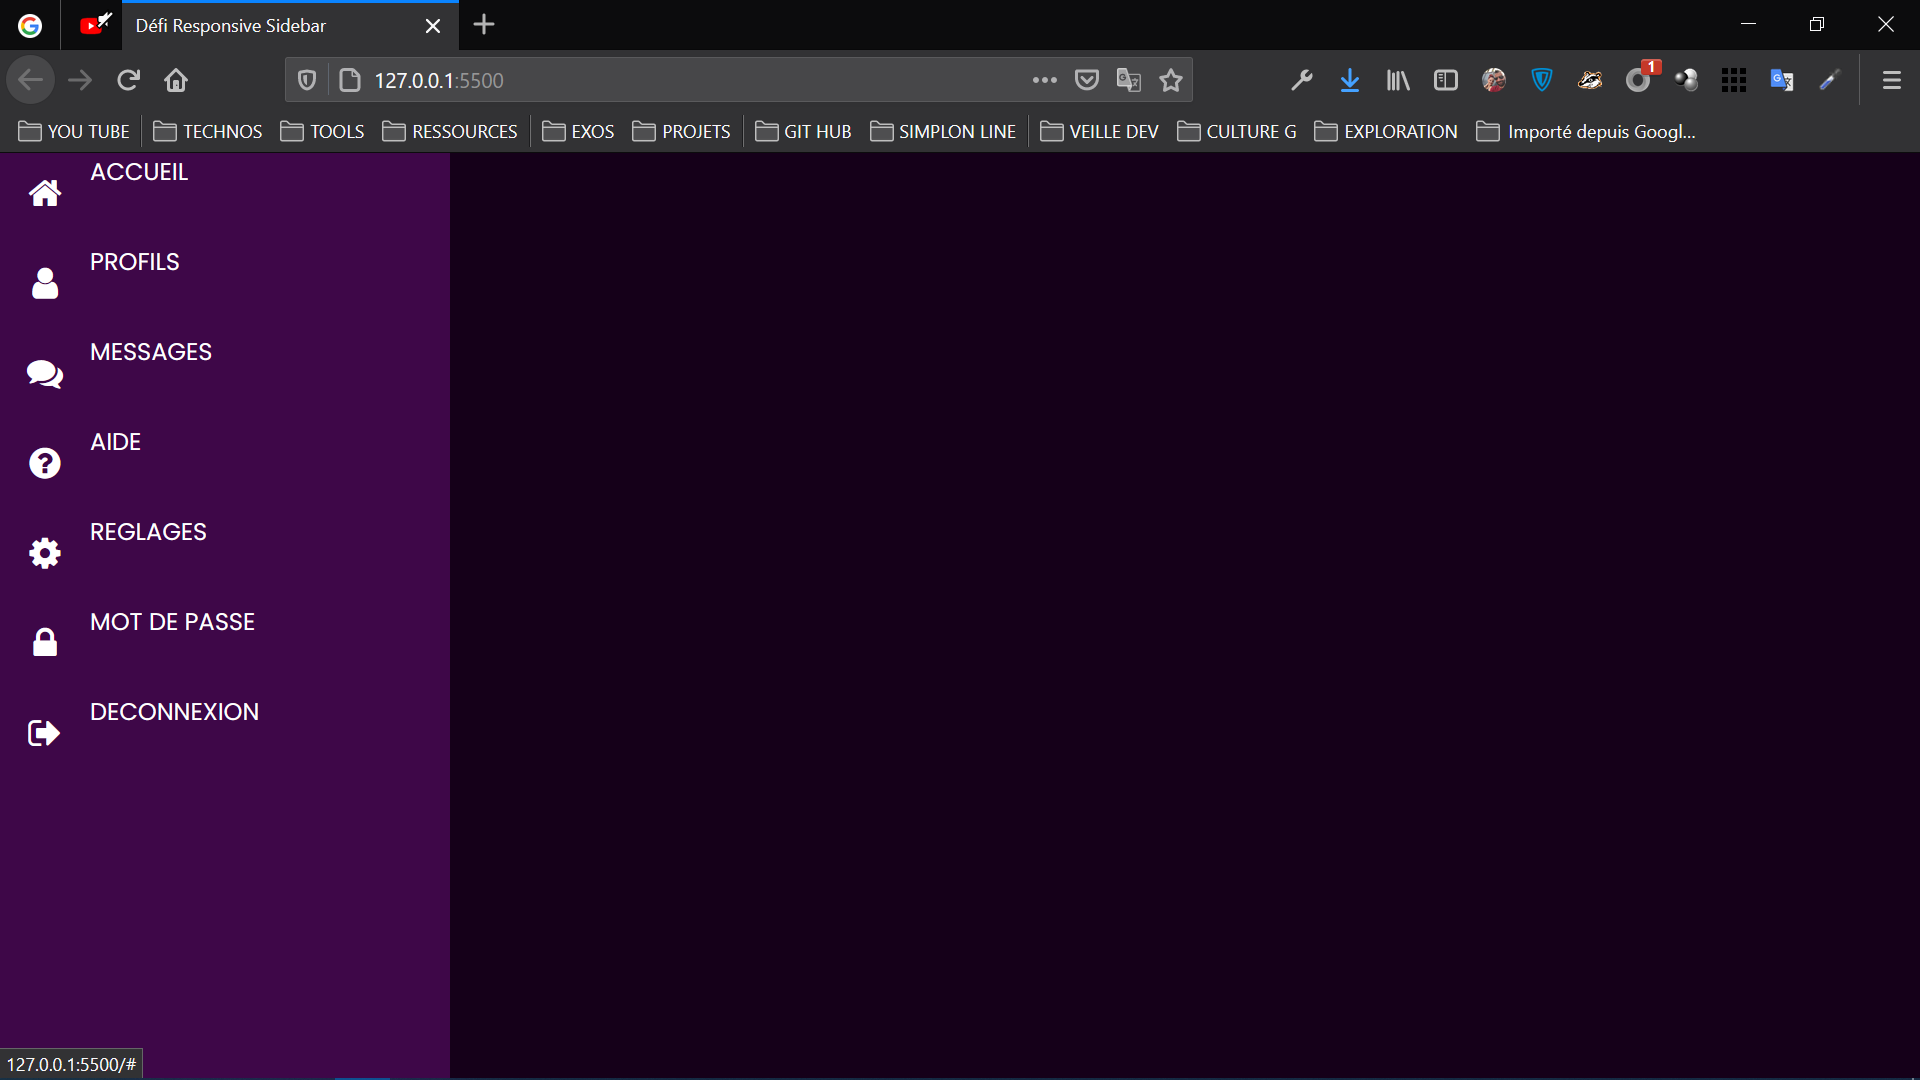 Défi Responsive Sidebar
127.0.0.1:5500
1
YOU TUBE TECHNOS TOOLS RESSOURCES EXOS PROJETS GIT HUB SIMPLON LINE VEILLE DEV CULTURE G EXPLORATION Importé depuis Googl...
ACCUEIL
PROFILS
MESSAGES
AIDE
REGLAGES
MOT DE PASSE
DECONNEXION
127.0.0.1:5500/#